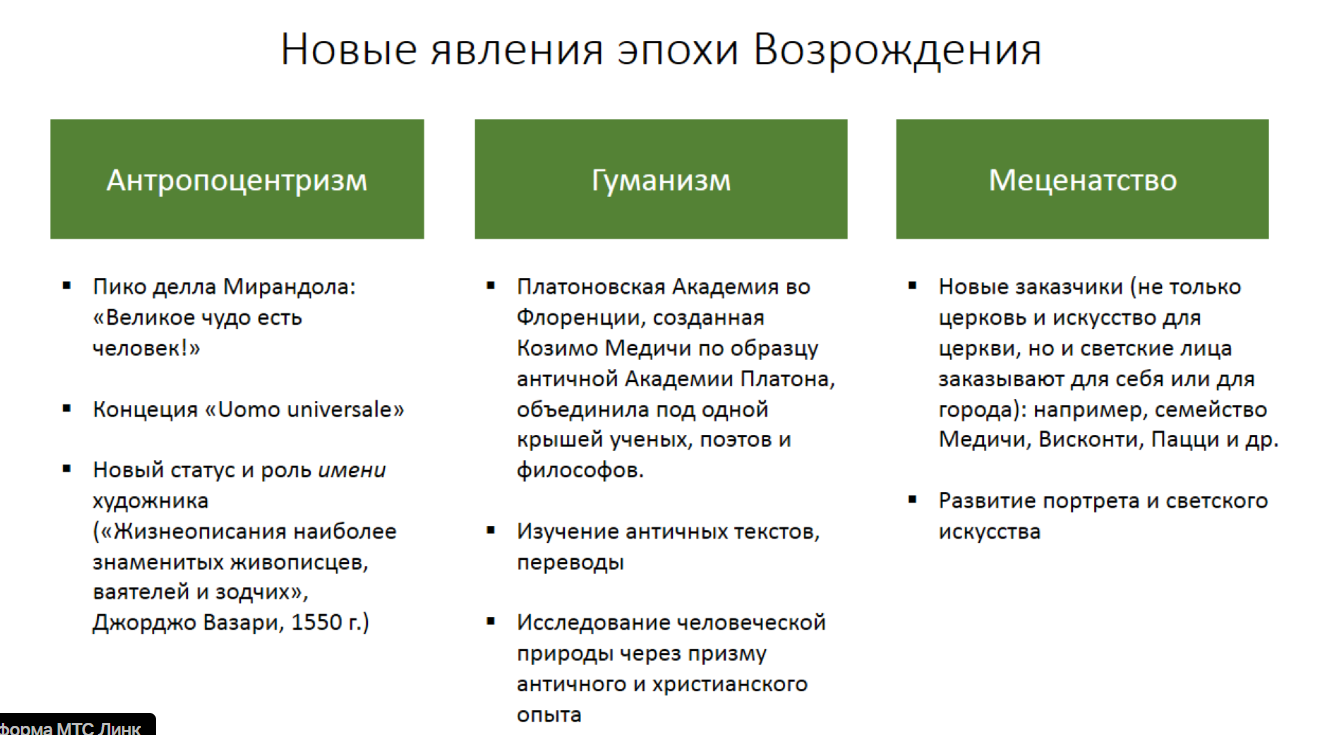 Новые явления эпохи Возрождения
Антропоцентризм
▪ Пико делла Мирандола:
«Великое чудо есть
человек!»
▪ Концеция «Uomo universale»
▪ Новый статус и роль имени
художника
(«Жизнеописания наиболее
знаменитых живописцев,
ваятелей и зодчих»,
Джорджо Вазари, 1550 г.)
Гуманизм
▪ Платоновская Академия во
Флоренции, созданная
Козимо Медичи по образцу
античной Академии Платона,
объединила под одной
крышей ученых, поэтов и
философов.
▪ Изучение античных текстов,
переводы
▪ Исследование человеческой
природы через призму
античного и христианского
опыта
Меценатство
▪ Новые заказчики (не только
церковь и искусство для
церкви, но и светские лица
заказывают для себя или для
города): например, семейство
Медичи, Висконти, Пацци и др.
▪ Развитие портрета и светского
искусства
форма МТС Линк